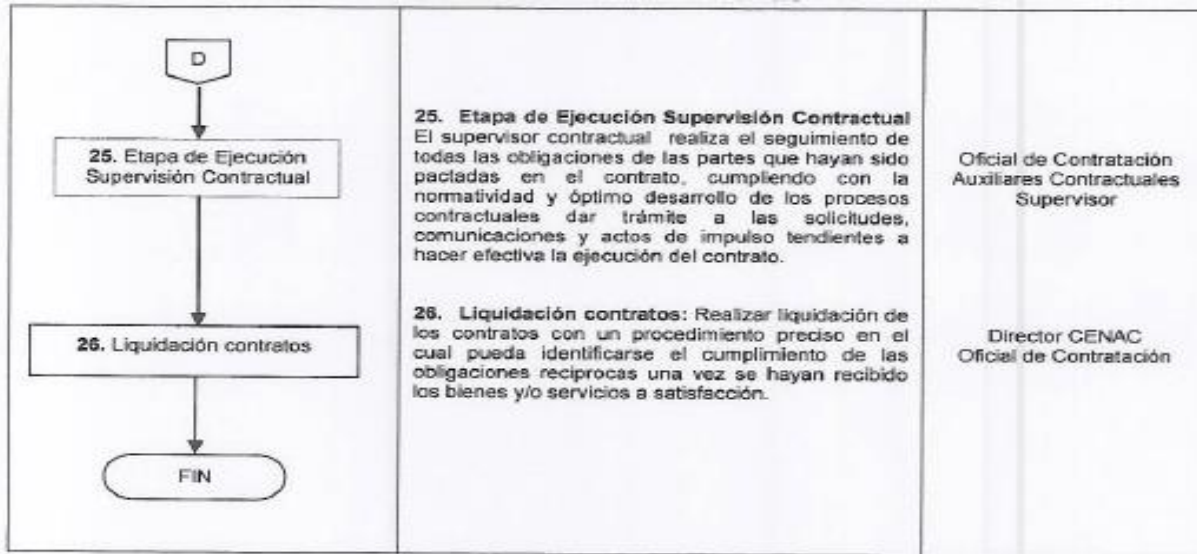 D
25. Etapa de Ejecución
Supervisión Contractual
26. Liquidación contratos
FIN
25. Etapa de Ejecución Supervisión Contractual
El supervisor contractual realiza el seguimiento de
todas las obligaciones de las partes que hayan sido
pactadas en el contrato, cumpliendo con la
normatividad y óptimo desarrollo de los procesos
contractuales dar trámite a las solicitudes,
comunicaciones y actos de impulso tendientes a
hacer efectiva la ejecución del contrato.
26. Liquidación contratos: Realizar liquidación de
los contratos con un procedimiento preciso en el
cual pueda identificarse el cumplimiento de las
obligaciones reciprocas una vez se hayan recibido
los bienes y/o servicios a satisfacción.
Oficial de Contratación
Auxiliares Contractuales
Supervisor
Director CENAC
Oficial de Contratación